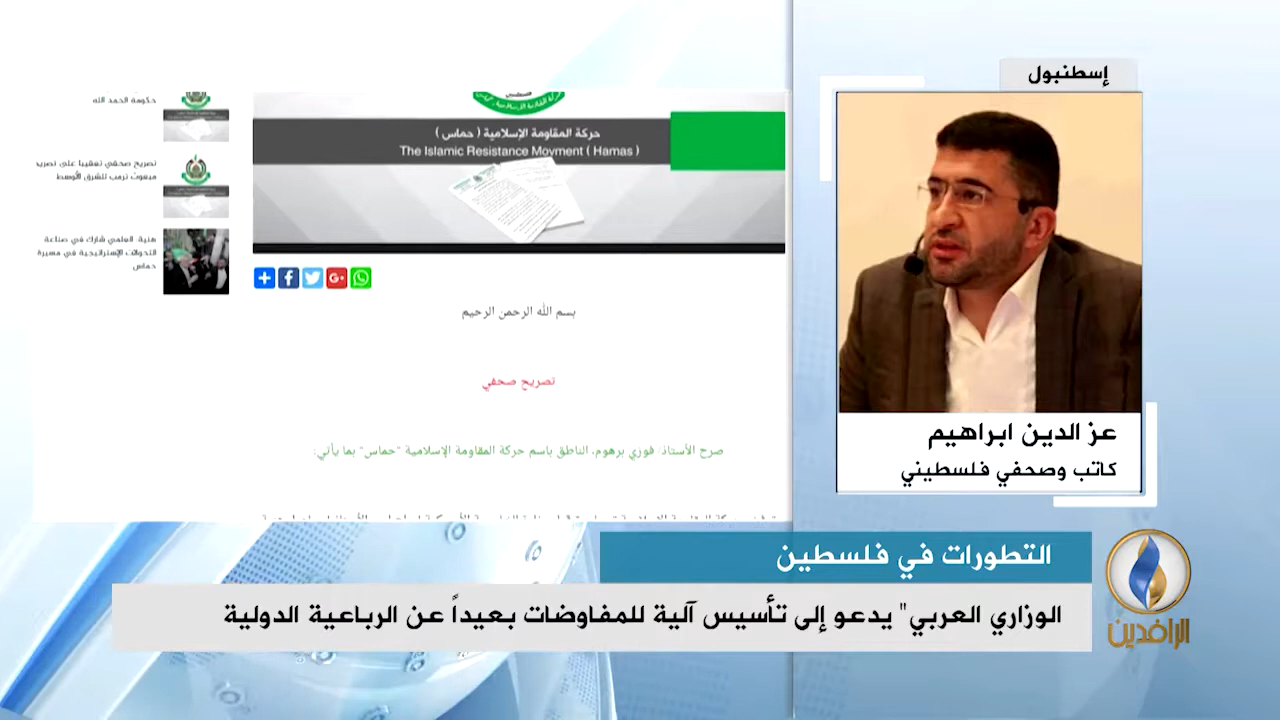 إسطنبول
حكومة الحمد الله
تصريح صحفي تعقيبا على تصريد
مبعوث ترمب للشرق الأوسط
هنية: العلمي شارك في صناعة
التحولات الإستراتيجية في مسيرة
حماس
حركة المقاومة الإسلامية ( حماس )
The Islamic Resistance Movment ( Hamas )
بسم الله الرحمن الرحيم
تصريح صحفي
صرح الأستاذ/ فوزي برهوم، الناطق باسم حركة المقاومة الإسلامية "حماس" بما يأتي:
عز الدين ابراهيم
كاتب وصحفي فلسطيني
التطورات في فلسطين
الوزاري العربي" يدعو إلى تأسيس آلية للمفاوضات بعيداً عن الرباعية الدولية
الرافدين